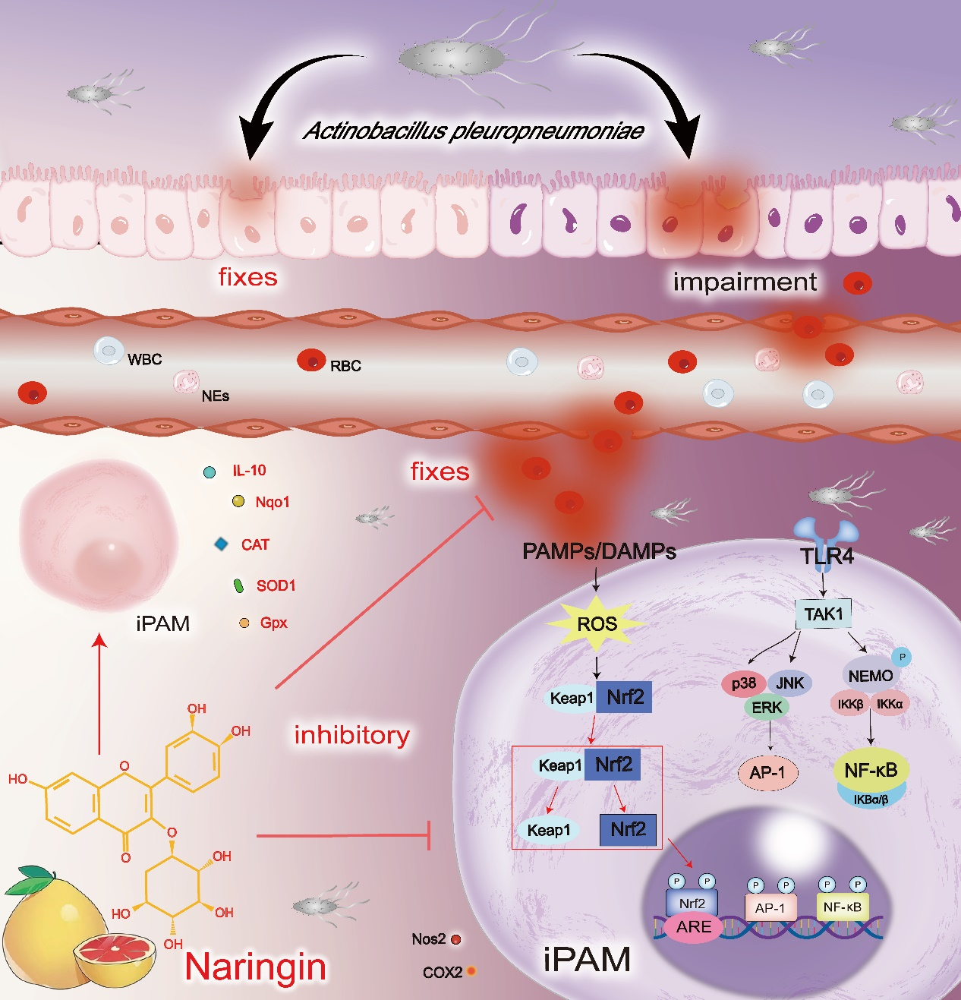 Actinobacillus pleuropneumoniae
fixes
impairment
WBC
RBC
NEs
fixes
IL-10
Nqo1
CAT
SOD1
Gpx
iPAM
PAMPs/DAMPs
TLR4
ROS
TAK1
Keap1 Nrf2
p38 JNK
ERK
P
NEMO
IKKβ IKKα
Keap1 Nrf2
Keap1 Nrf2
AP-1
NF-κB
IKBα/β
inhibitory
OH
OH
HO
O
O
O
OH
HO
OH
OH
Naringin
Nos2
COX2
P P
Nrf2
ARE
P P
AP-1
P P
NF-κB
iPAM